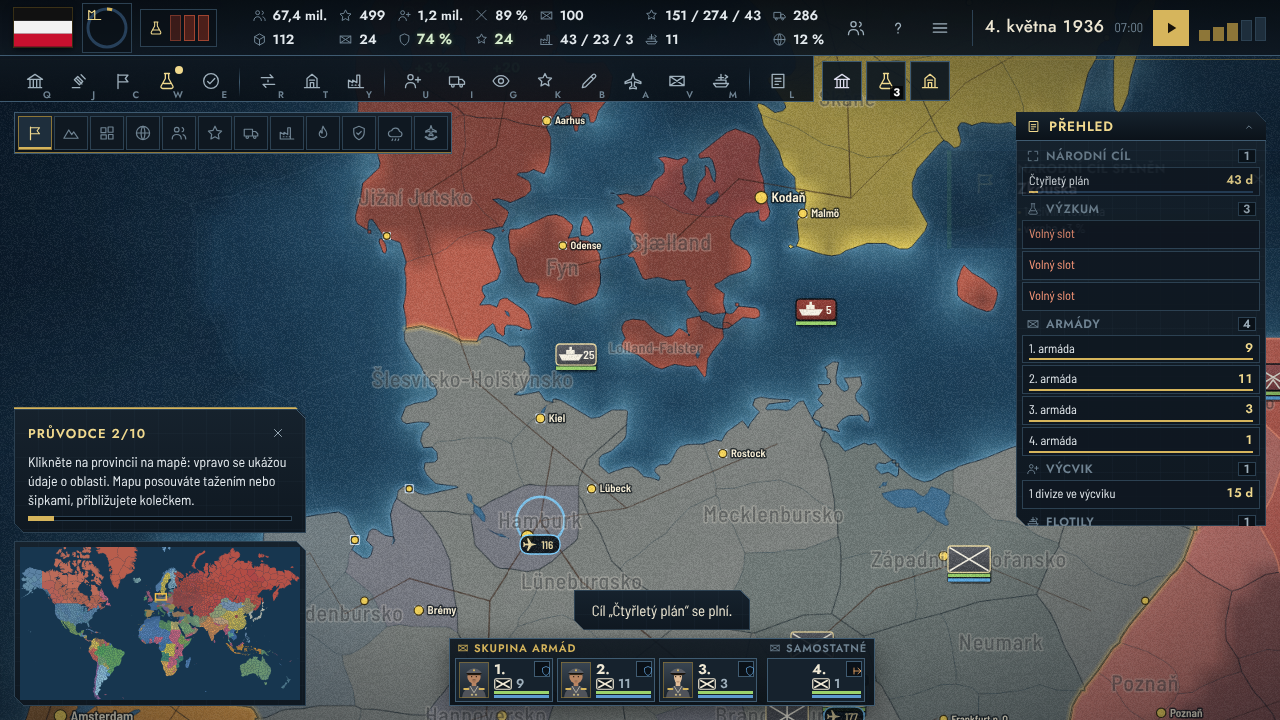 67,4 mil. 499 1,2 mil. 89 % 100 151 / 274 / 43 286
112 24 74 % 24 43 / 23 / 3 11 12 %
4. května 1936 07:00
Q J C W E R T Y U I G K B A V M L
3
PŘEHLED
NÁRODNÍ CÍL 1
Čtyřletý plán 43 d
VÝZKUM 3
Volný slot
Volný slot
Volný slot
ARMÁDY 4
1. armáda 9
2. armáda 11
3. armáda 3
4. armáda 1
VÝCVIK 1
1 divize ve výcviku 15 d
FLOTILY 1
Aarhus
Jižní Jutsko
Kodaň
Malmö
Odense
Sjælland
Fyn
5
25
Lolland-Falster
Šlesvicko-Holštýnsko
Kiel
Rostock
Lübeck
Hamburk
116
Mecklenbursko
Lüneburgsko
Brémy
Neumark
Poznaň
Poznaň
Amsterdam
Hannoversko
177
Frankfurt n. O.
PRŮVODCE 2/10
Klikněte na provincii na mapě: vpravo se ukážou
údaje o oblasti. Mapu posouváte tažením nebo
šipkami, přibližujete kolečkem.
Cíl „Čtyřletý plán“ se plní.
SKUPINA ARMÁD SAMOSTATNÉ
1. 9
2. 11
3. 3
4. 1